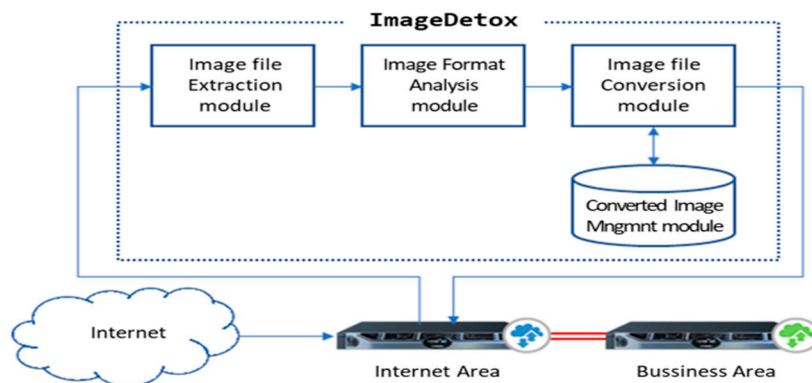 ImageDetox
Image file
Extraction
module
Image Format
Analysis
module
Image file
Conversion
module
Converted Image
Mngmnt module
Internet
Internet Area
Bussiness Area